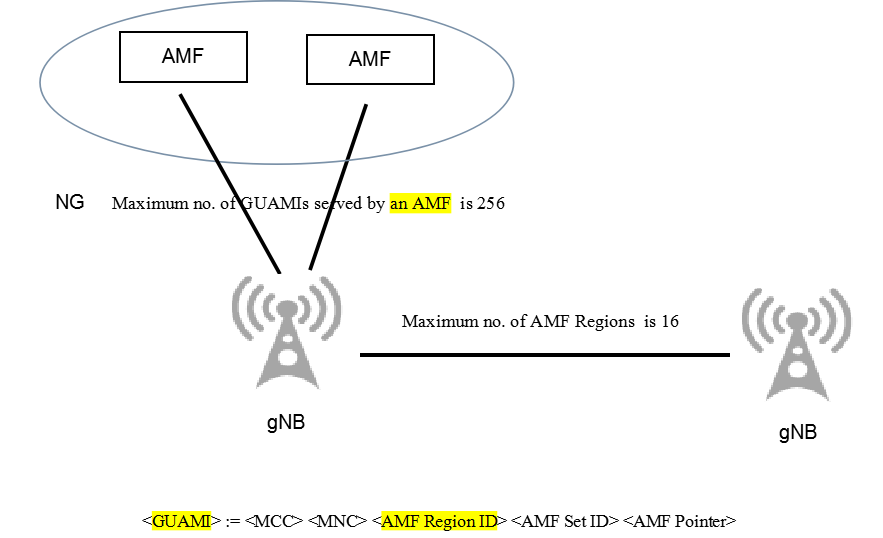 AMF
AMF
NG Maximum no. of GUAMIs served by an AMF is 256
Maximum no. of AMF Regions is 16
gNB
gNB
<GUAMI> := <MCC> <MNC> <AMF Region ID> <AMF Set ID> <AMF Pointer>